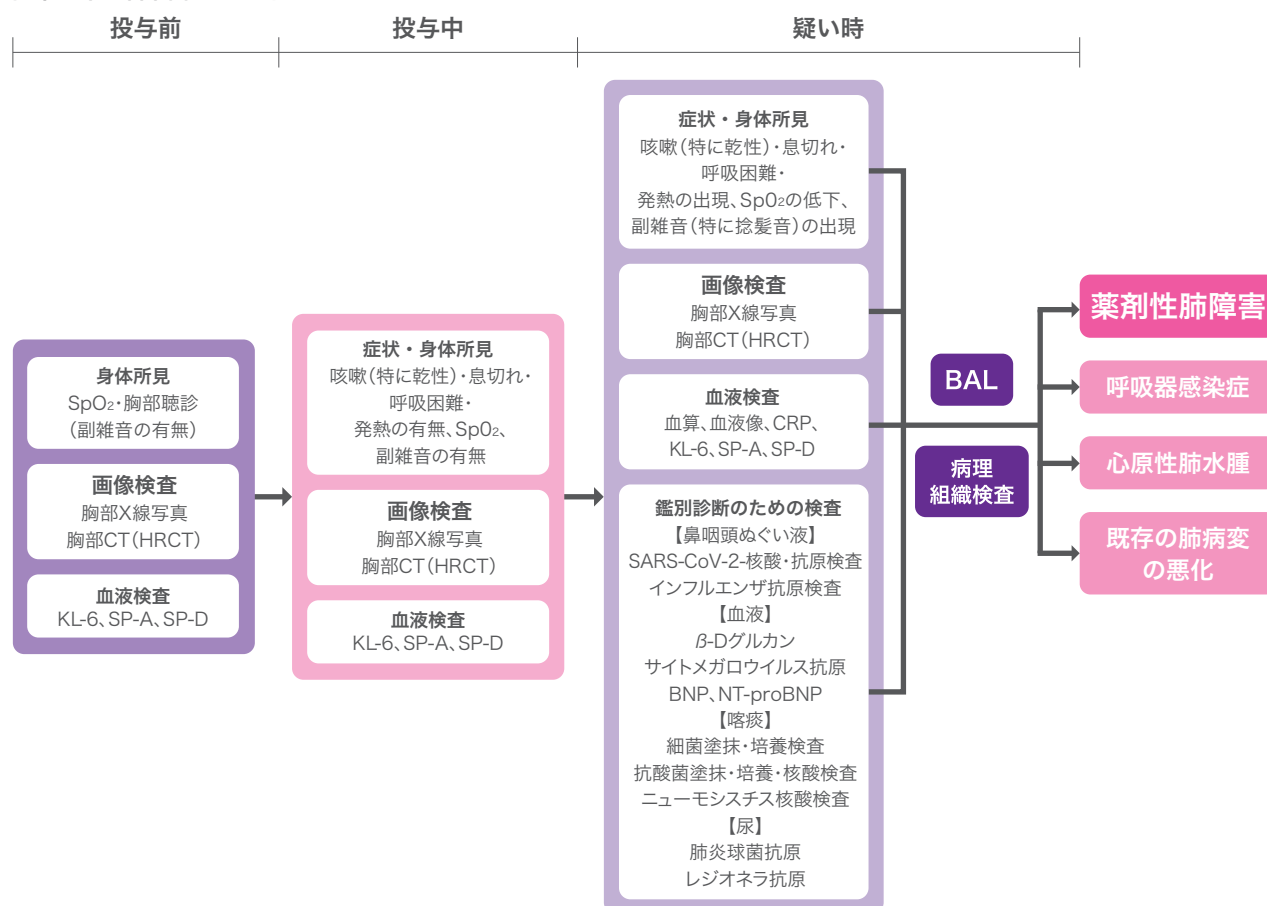 投与前
投与中
疑い時
身体所見
SpO₂・胸部聴診
(副雑音の有無)
画像検査
胸部X線写真
胸部CT(HRCT)
血液検査
KL-6、SP-A、SP-D
症状・身体所見
咳嗽(特に乾性)・息切れ・
呼吸困難・
発熱の有無、Sp0₂、
副雑音の有無
画像検査
胸部X線写真
胸部CT(HRCT)
血液検査
KL-6、SP-A、SP-D
症状・身体所見
咳嗽(特に乾性)・息切れ・
呼吸困難・
発熱の出現、Sp0₂の低下、
副雑音(特に捻髪音)の出現
画像検査
胸部X線写真
胸部CT(HRCT)
血液検査
血算、血液像、CRP、
KL-6、SP-A、SP-D
鑑別診断のための検査
【鼻咽頭ぬぐい液】
SARS-CoV-2-核酸・抗原検査
インフルエンザ抗原検査
【血液】
β-Dグルカン
サイトメガロウイルス抗原
BNP、NT-proBNP
【喀痰】
細菌塗抹・培養検査
抗酸菌塗抹・培養・核酸検査
ニューモシスチス核酸検査
【尿】
肺炎球菌抗原
レジオネラ抗原
BAL
病理
組織検査
薬剤性肺障害
呼吸器感染症
心原性肺水腫
既存の肺病変
の悪化